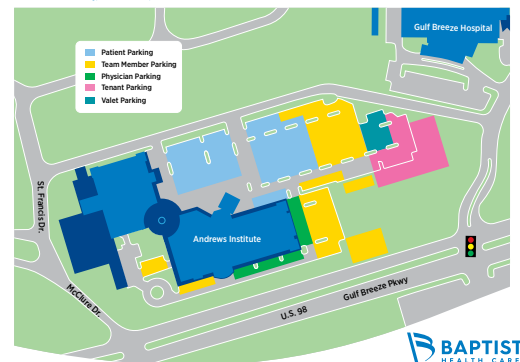 Gulf Breeze Hospital
Patient Parking
Team Member Parking
Physician Parking
Tenant Parking
Valet Parking
St. Francis Dr.
Andrews Institute
McClure Dr.
U.S. 98
Gulf Breeze Pkwy
BAPTIST
HEALTH CARE